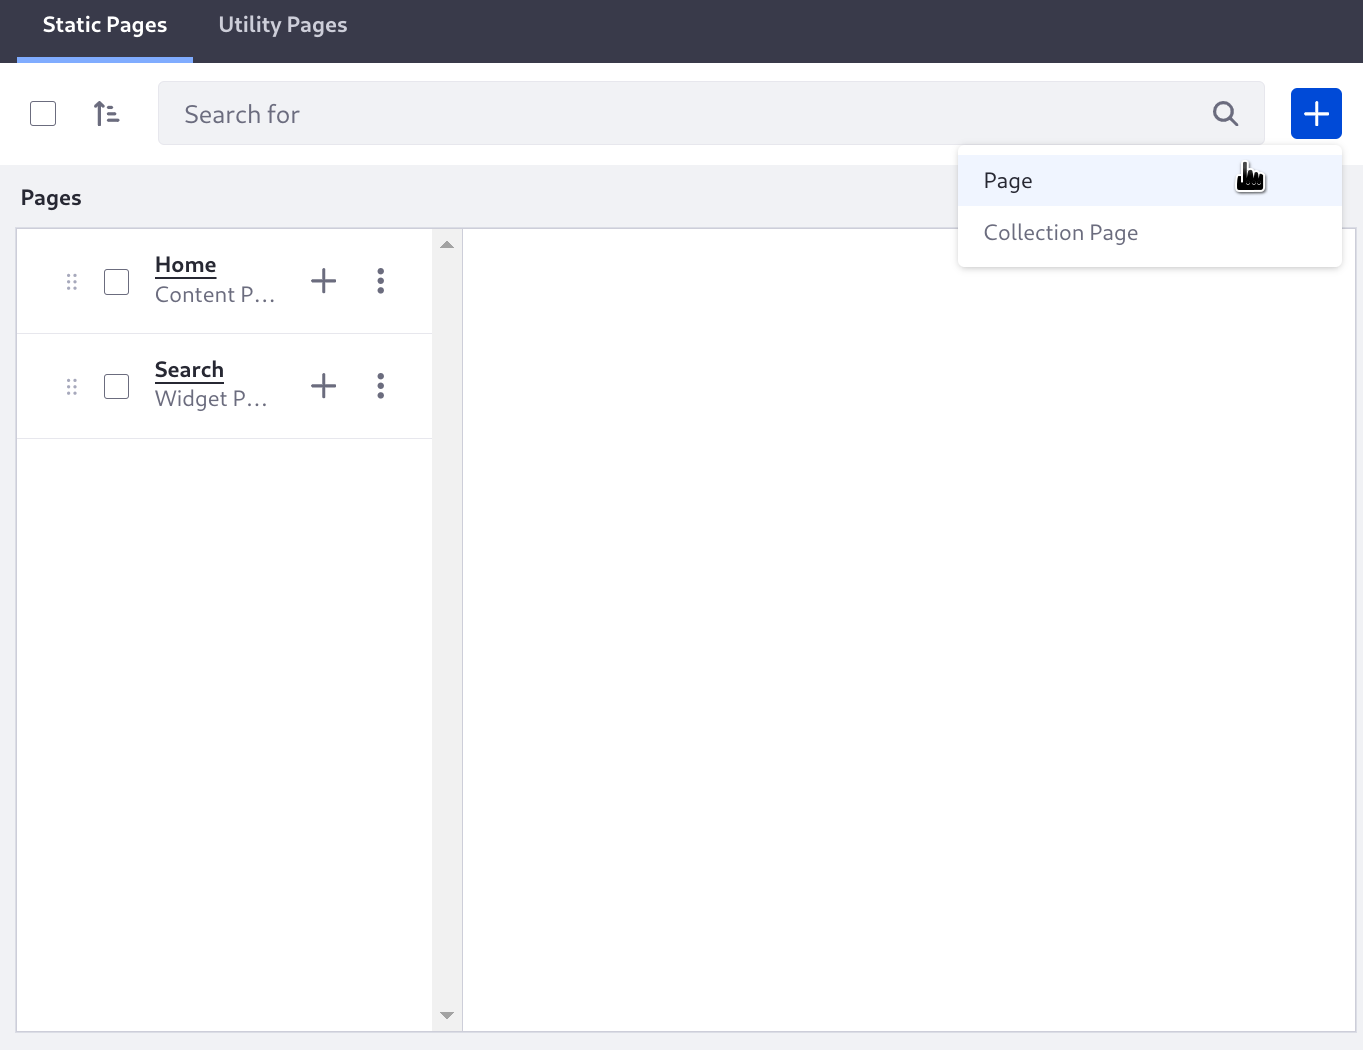 Static Pages Utility Pages
Search for
Page
Collection Page
Pages
Home
Content P...
Search
Widget P...